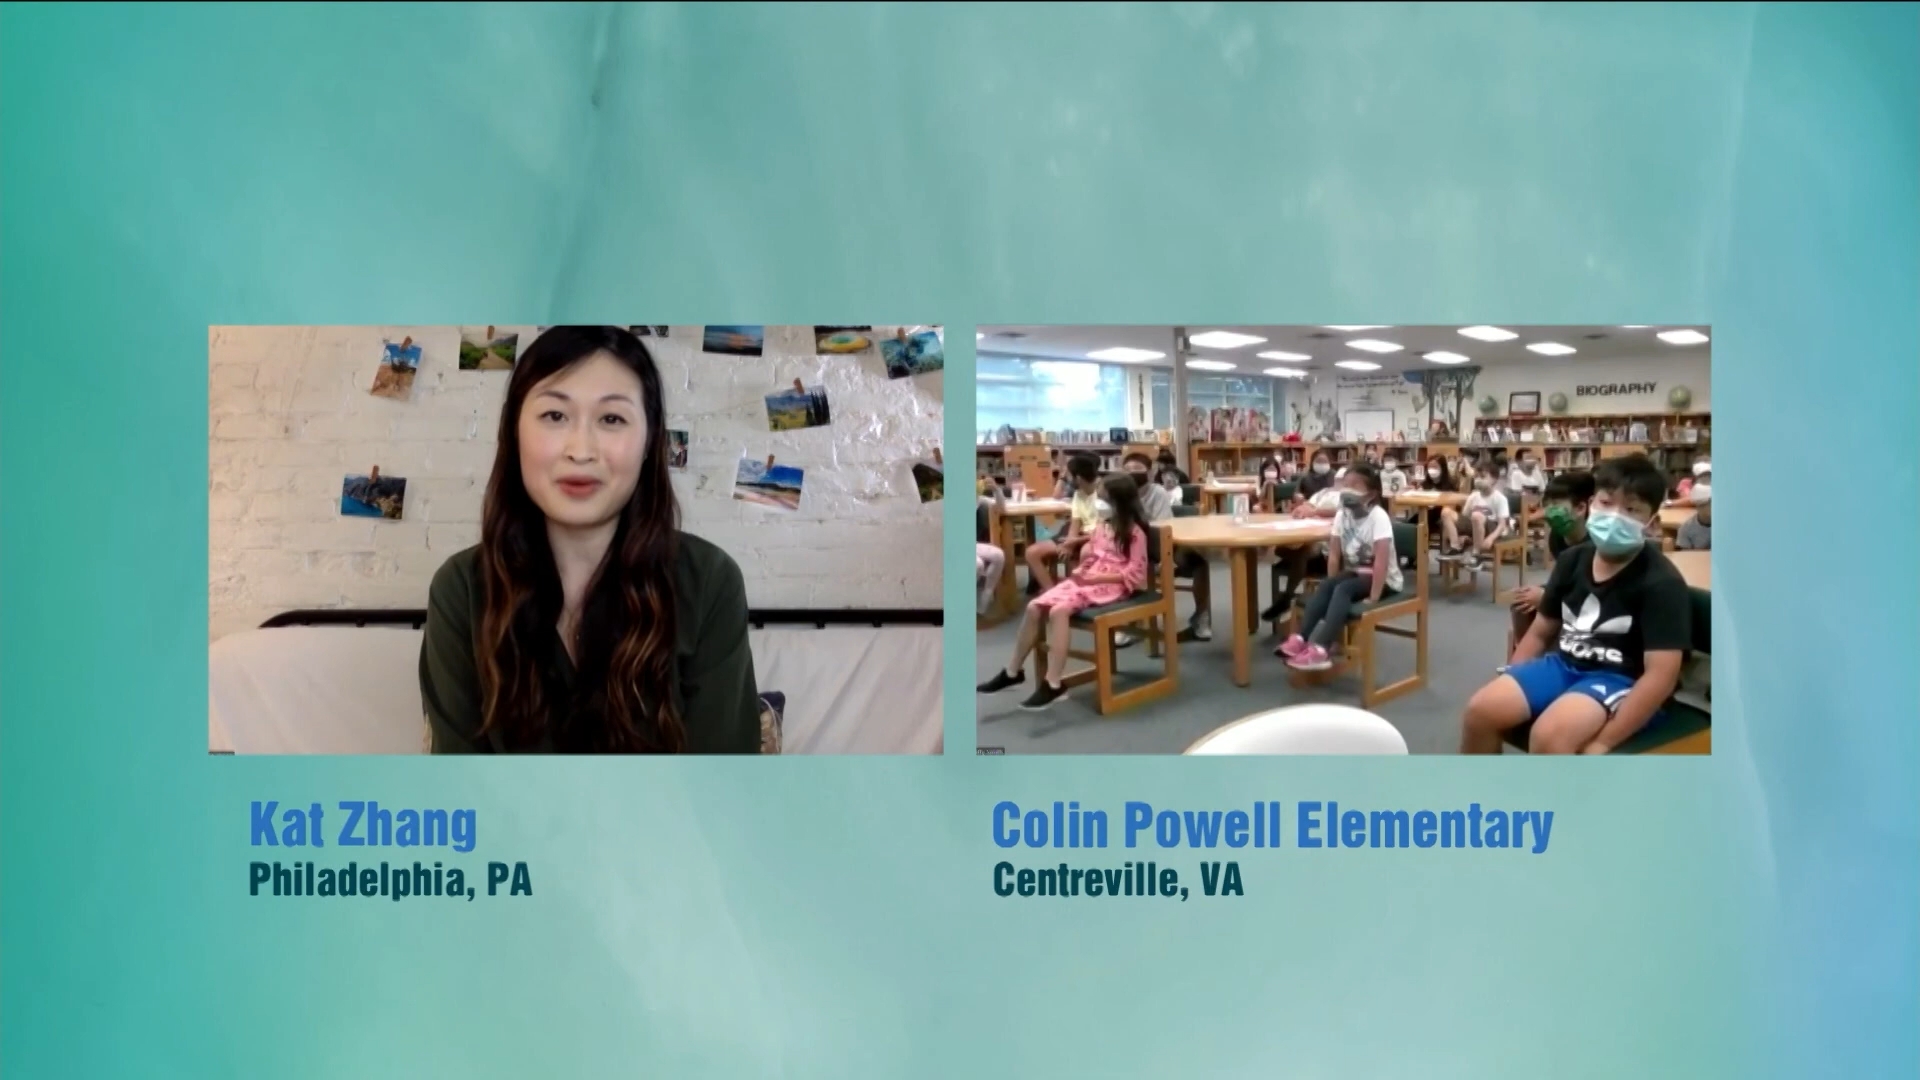 BIOGRAPHY
Kat Zhang
Philadelphia, PA
Colin Powell Elementary
Centreville, VA